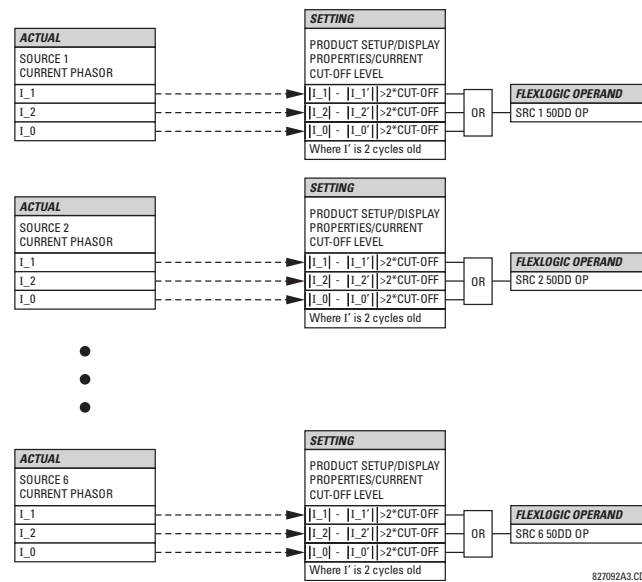 ACTUAL
SOURCE 1
CURRENT PHASOR
I_1
I_2
I_0
SETTING
PRODUCT SETUP/DISPLAY
PROPERTIES/CURRENT
CUT-OFF LEVEL
||I_1| - |I_1'||>2*CUT-OFF
||I_2| - |I_2'||>2*CUT-OFF
||I_0| - |I_0'||>2*CUT-OFF
Where I' is 2 cycles old
OR
FLEXLOGIC OPERAND
SRC 1 50DD OP
ACTUAL
SOURCE 2
CURRENT PHASOR
I_1
I_2
I_0
SETTING
PRODUCT SETUP/DISPLAY
PROPERTIES/CURRENT
CUT-OFF LEVEL
||I_1| - |I_1'||>2*CUT-OFF
||I_2| - |I_2'||>2*CUT-OFF
||I_0| - |I_0'||>2*CUT-OFF
Where I' is 2 cycles old
OR
FLEXLOGIC OPERAND
SRC 2 50DD OP
ACTUAL
SOURCE 6
CURRENT PHASOR
I_1
I_2
I_0
SETTING
PRODUCT SETUP/DISPLAY
PROPERTIES/CURRENT
CUT-OFF LEVEL
||I_1| - |I_1'||>2*CUT-OFF
||I_2| - |I_2'||>2*CUT-OFF
||I_0| - |I_0'||>2*CUT-OFF
Where I' is 2 cycles old
OR
FLEXLOGIC OPERAND
SRC 6 50DD OP